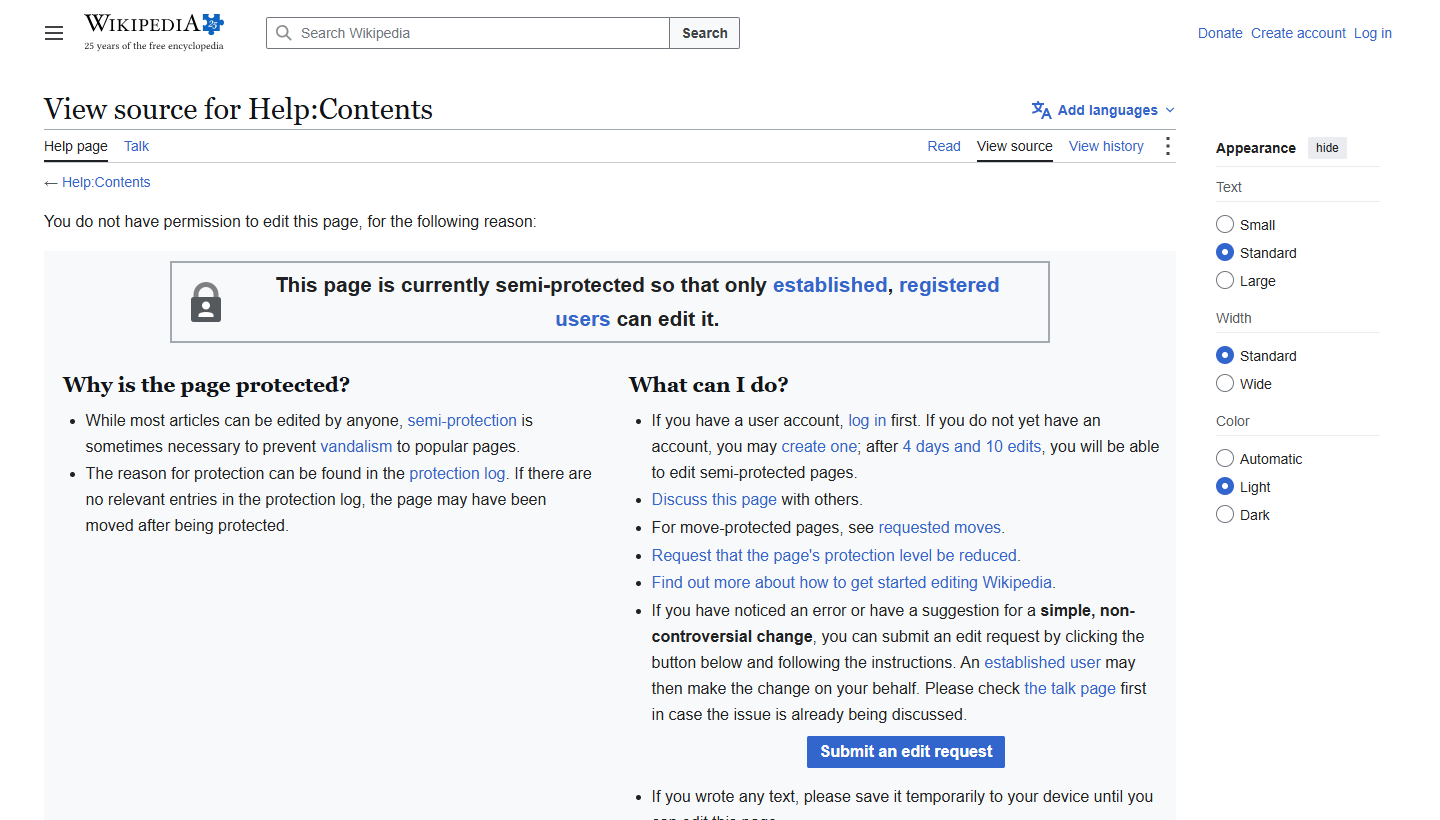 WIKIPEDIA 25
25 years of the free encyclopedia
Search Wikipedia
Search
Donate Create account Log in
View source for Help:Contents
Add languages
Help page Talk
Read View source View history
← Help:Contents
You do not have permission to edit this page, for the following reason:
This page is currently semi-protected so that only established, registered
users can edit it.
Why is the page protected?
• While most articles can be edited by anyone, semi-protection is
sometimes necessary to prevent vandalism to popular pages.
• The reason for protection can be found in the protection log. If there are
no relevant entries in the protection log, the page may have been
moved after being protected.
What can I do?
• If you have a user account, log in first. If you do not yet have an
account, you may create one; after 4 days and 10 edits, you will be able
to edit semi-protected pages.
• Discuss this page with others.
• For move-protected pages, see requested moves.
• Request that the page's protection level be reduced.
• Find out more about how to get started editing Wikipedia.
• If you have noticed an error or have a suggestion for a simple, non-
controversial change, you can submit an edit request by clicking the
button below and following the instructions. An established user may
then make the change on your behalf. Please check the talk page first
in case the issue is already being discussed.
Submit an edit request
• If you wrote any text, please save it temporarily to your device until you
can edit this page.
Appearance hide
Text
Small
Standard
Large
Width
Standard
Wide
Color
Automatic
Light
Dark